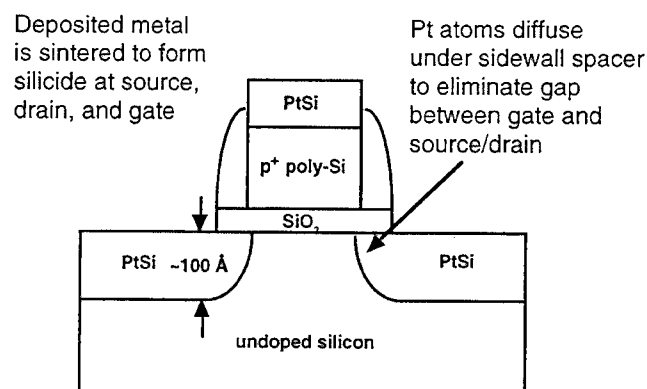 Deposited metal
is sintered to form
silicide at source,
drain, and gate
Pt atoms diffuse
under sidewall spacer
to eliminate gap
between gate and
source/drain
PtSi
p⁺ poly-Si
SiO₂
PtSi ~100 Å
PtSi
undoped silicon